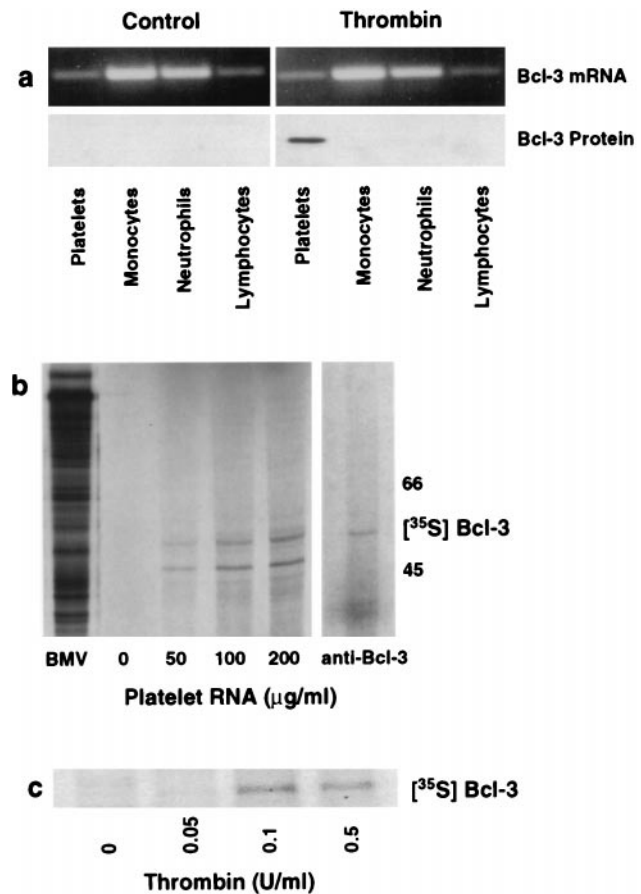 Control Thrombin
a
Bcl-3 mRNA
Bcl-3 Protein
Platelets Monocytes Neutrophils Lymphocytes Platelets Monocytes Neutrophils Lymphocytes
b
66
[³⁵S] Bcl-3
45
BMV 0 50 100 200 anti-Bcl-3
Platelet RNA (μg/ml)
c [³⁵S] Bcl-3
0 0.05 0.1 0.5
Thrombin (U/ml)